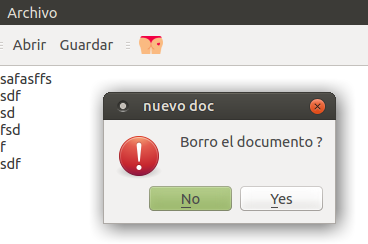 Archivo
Abrir Guardar
safasffs
sdf
sd
fsd
f
sdf
nuevo doc
Borro el documento ?
No Yes